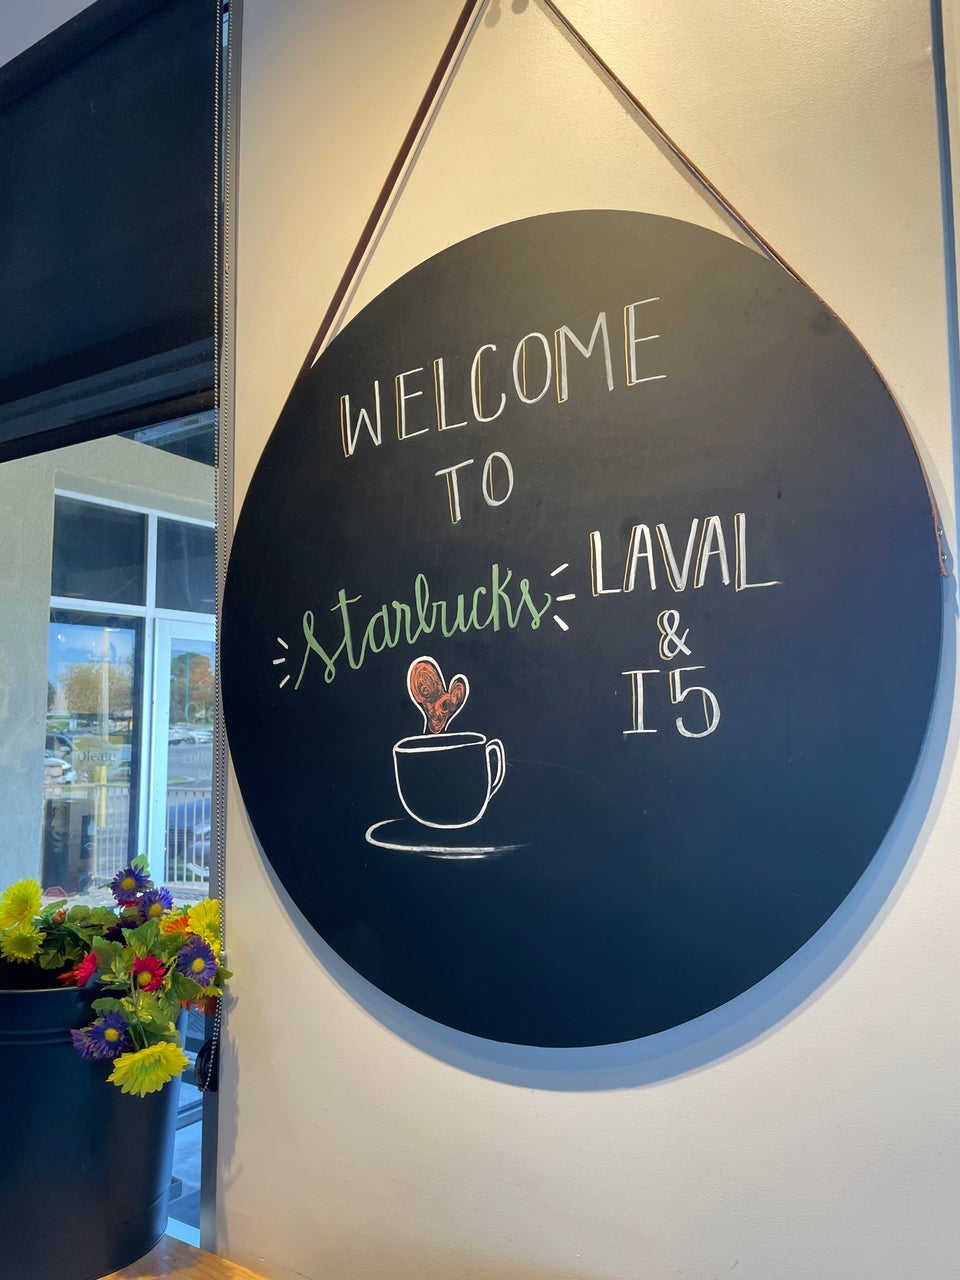 WELCOME
TO
Starbucks
LAVAL
&
I5